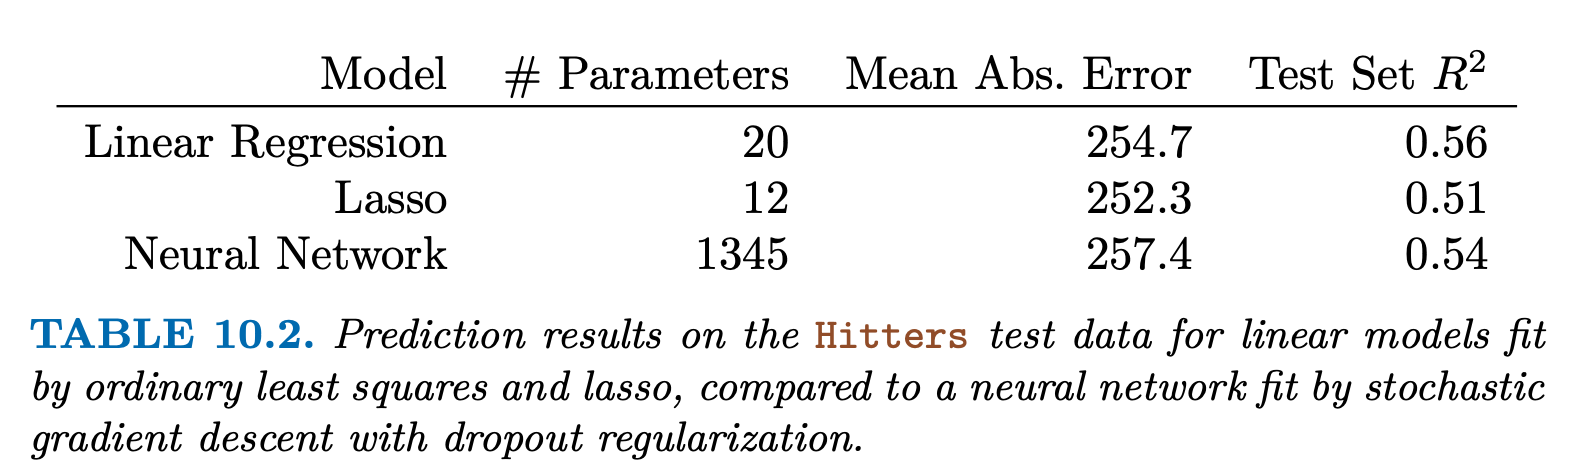 Model # Parameters Mean Abs. Error Test Set R²
Linear Regression 20 254.7 0.56
Lasso 12 252.3 0.51
Neural Network 1345 257.4 0.54
TABLE 10.2. Prediction results on the Hitters test data for linear models fit
by ordinary least squares and lasso, compared to a neural network fit by stochastic
gradient descent with dropout regularization.